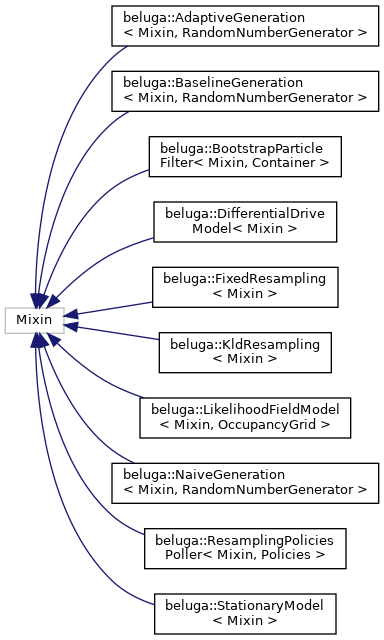 beluga::AdaptiveGeneration
< Mixin, RandomNumberGenerator >
beluga::BaselineGeneration
< Mixin, RandomNumberGenerator >
beluga::BootstrapParticle
Filter< Mixin, Container >
beluga::DifferentialDrive
Model< Mixin >
beluga::FixedResampling
< Mixin >
Mixin
beluga::KldResampling
< Mixin >
beluga::LikelihoodFieldModel
< Mixin, OccupancyGrid >
beluga::NaiveGeneration
< Mixin, RandomNumberGenerator >
beluga::ResamplingPolicies
Poller< Mixin, Policies >
beluga::StationaryModel
< Mixin >